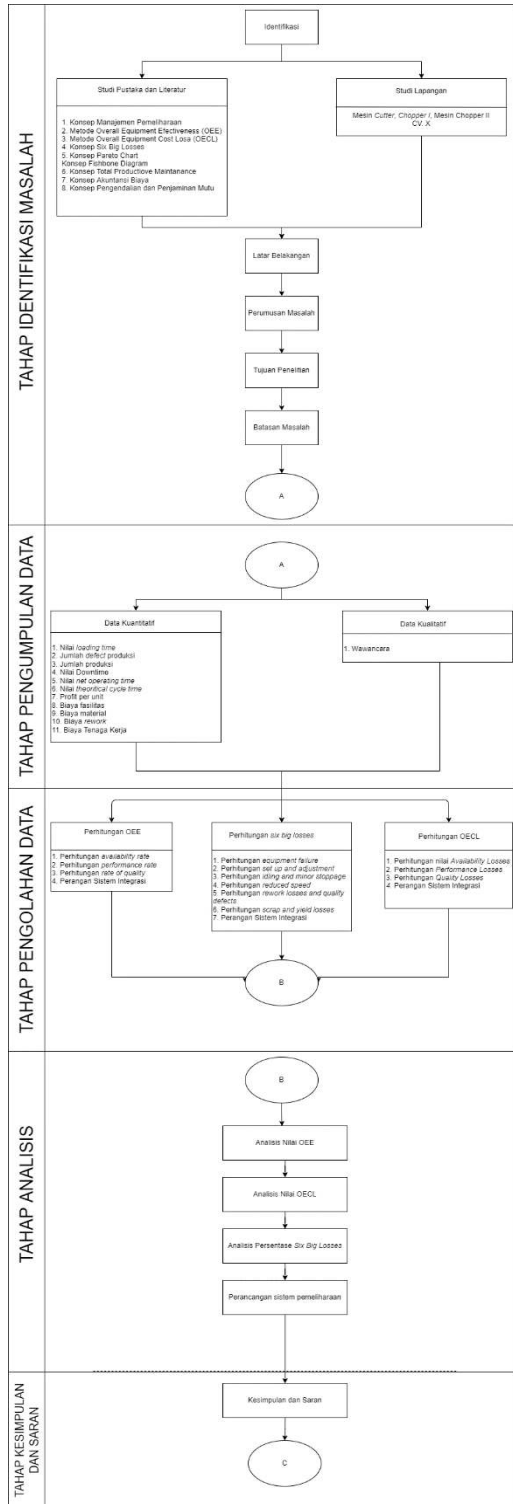 TAHAP IDENTIFIKASI MASALAH
Identifikasi
Studi Pustaka dan Literatur
1. Konsep Manajemen Pemeliharaan
2. Metode Overall Equipment Efectiveness (OEE)
3. Metode Overall Equipment Cost Losa (OECL)
4. Konsep Six Big Losses
5. Konsep Pareto Chart
Konsep Fishbone Diagram
6. Konsep Total Productiove Maintanance
7. Konsep Akuntansi Biaya
8. Konsep Pengendalian dan Penjaminan Mutu
Studi Lapangan
Mesin Cutter, Chopper I, Mesin Chopper II
CV. X
Latar Belakangan
Perumusan Masalah
Tujuan Penelitian
Batasan Masalah
A
TAHAP PENGUMPULAN DATA
A
Data Kuantitatif
1. Nilai loading time
2. Jumlah defect produksi
3. Jumlah produksi
4. Nilai Downtime
5. Nilai net operating time
6. Nilai theoritical cycle time
7. Profit per unit
8. Biaya fasilitas
9. Biaya material
10. Biaya rework
11. Biaya Tenaga Kerja
Data Kualitatif
1. Wawancara
TAHAP PENGOLAHAN DATA
Perhitungan OEE
1. Perhitungan availability rate
2. Perhitungan performance rate
3. Perhitungan rate of quality
4. Perangan Sistem Integrasi
Perhitungan six big losses
1. Perhitungan equipment failure
2. Perhitungan set up and adjustment
3. Perhitungan idling and minor stoppage
4. Perhitungan reduced speed
5. Perhitungan rework losses and quality
defects
6. Perhitungan scrap and yield losses
7. Perangan Sistem Integrasi
Perhitungan OECL
1. Perhitungan nilai Availability Losses
2. Perhitungan Performance Losses
3. Perhitungan Quality Losses
4. Perangan Sistem Integrasi
B
TAHAP ANALISIS
B
Analisis Nilai OEE
Analisis Nilai OECL
Analisis Persentase Six Big Losses
Perancangan sistem pemeliharaan
TAHAP KESIMPULAN
DAN SARAN
Kesimpulan dan Saran
C